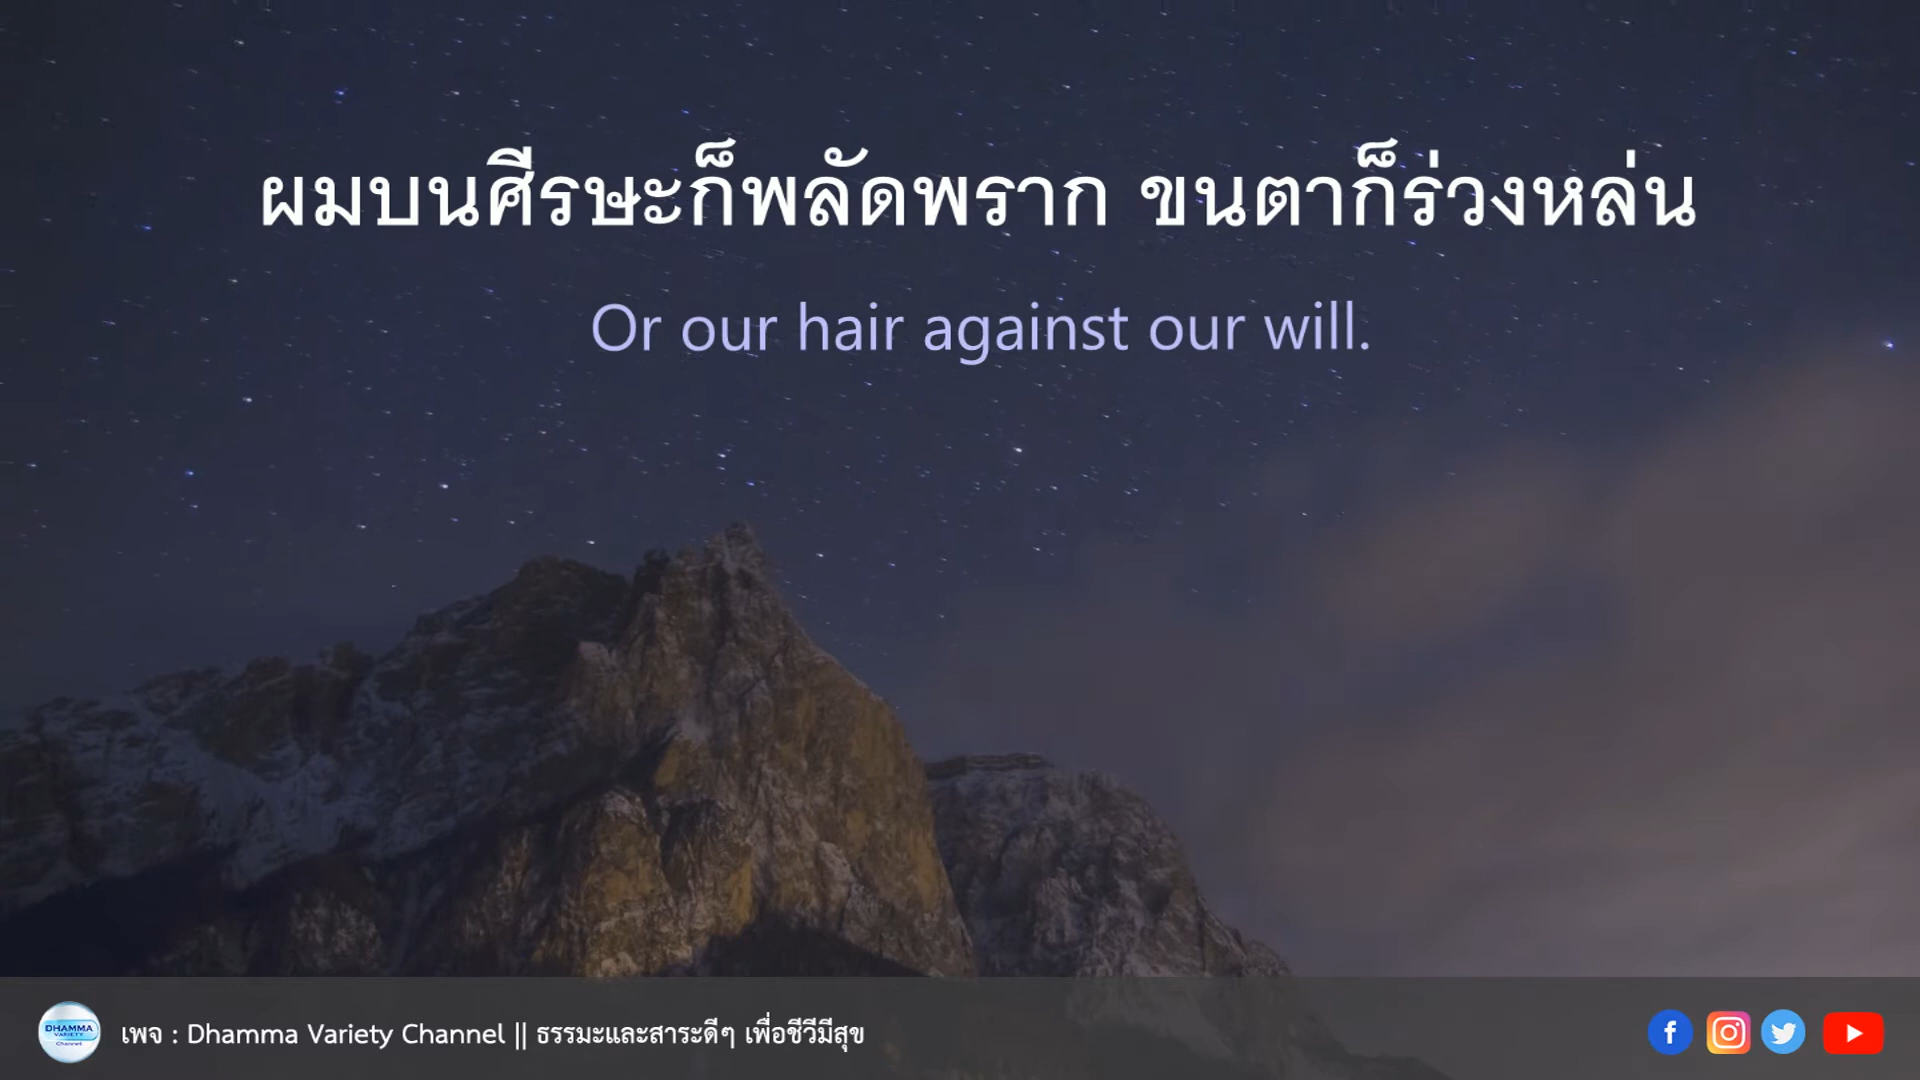 ผมบนศีรษะก็พลัดพราก ขนตาก็ร่วงหล่น
Or our hair against our will.
DHAMMA
VARIETY
Channel
เพจ : Dhamma Variety Channel || ธรรมะและสาระดีๆ เพื่อชีวีมีสุข